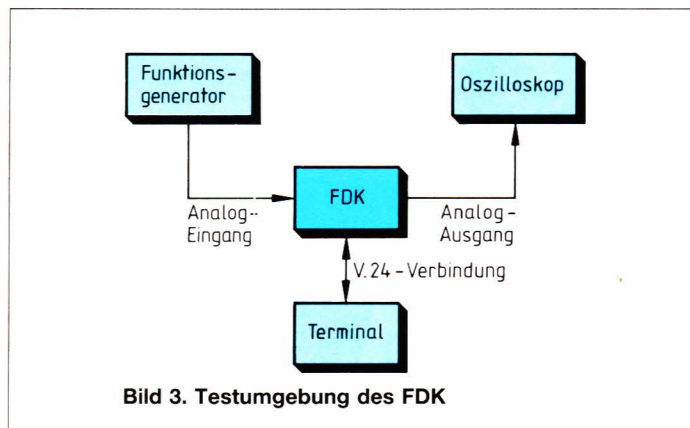 Funktions-
generator
Oszilloskop
FDK
Analog-
Eingang
Analog-
Ausgang
V.24-Verbindung
Terminal
Bild 3. Testumgebung des FDK